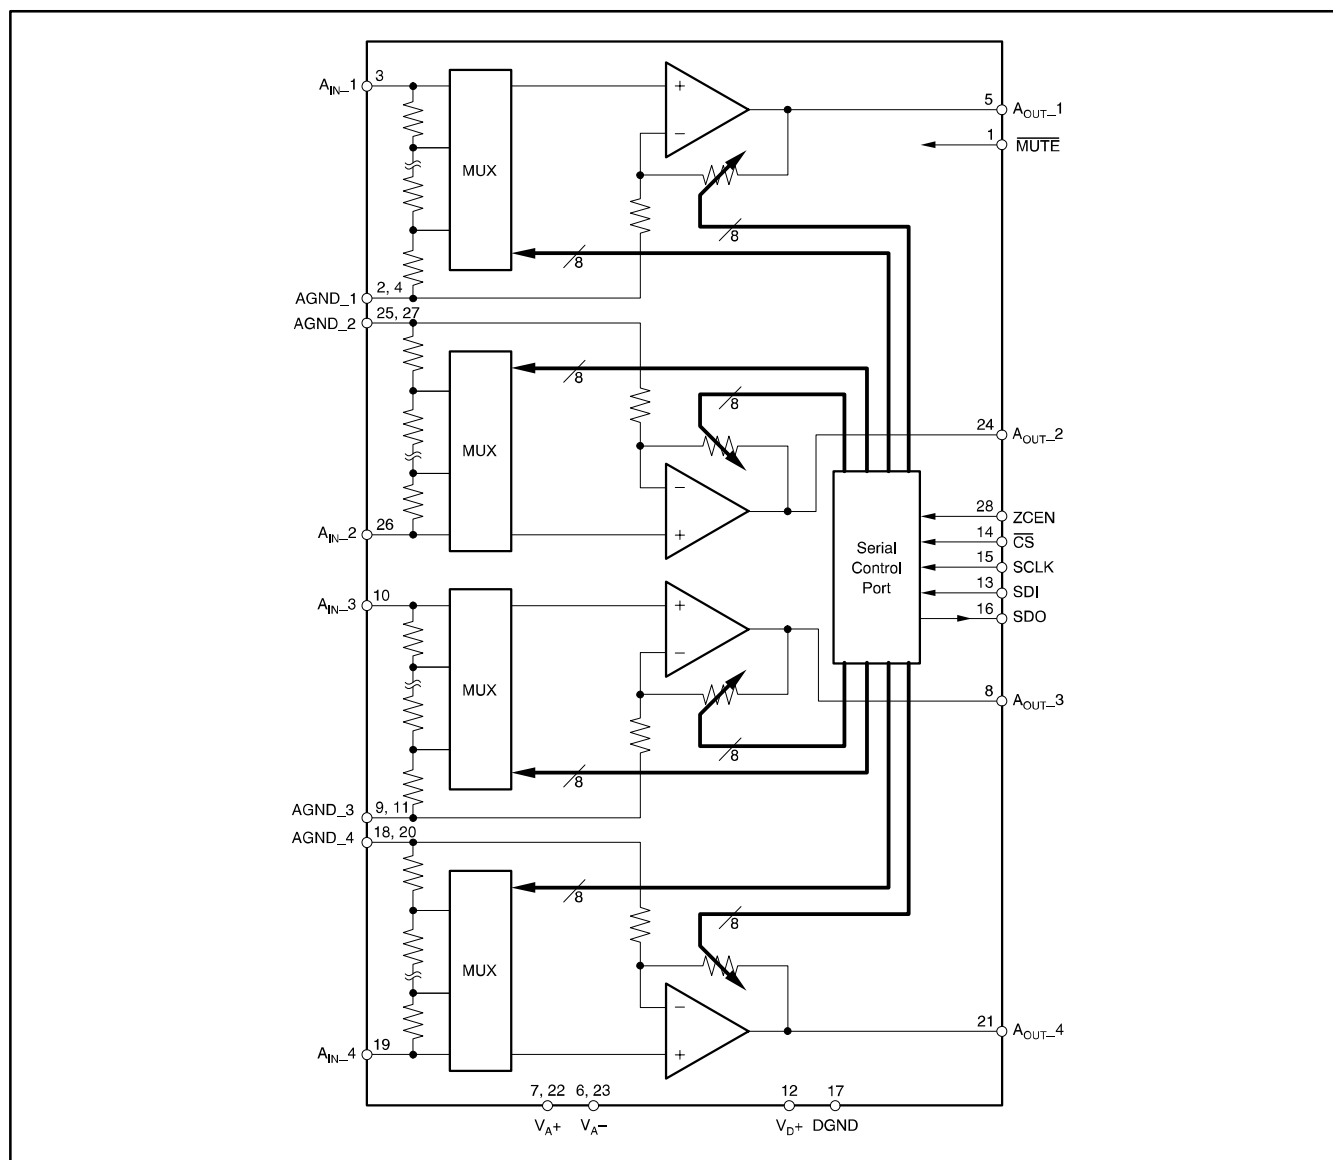 A_IN_1 3
MUX
+
−
5 A_OUT_1
1 MUTE
8
8
AGND_1 2, 4
AGND_2 25, 27
MUX
8
8
−
+
24 A_OUT_2
A_IN_2 26
Serial
Control
Port
28 ZCEN
14 CS
15 SCLK
13 SDI
16 SDO
A_IN_3 10
MUX
+
−
8 A_OUT_3
8
8
AGND_3 9, 11
AGND_4 18, 20
MUX
8
8
−
+
21 A_OUT_4
A_IN_4 19
7, 22 6, 23 12 17
V_A+ V_A− V_D+ DGND